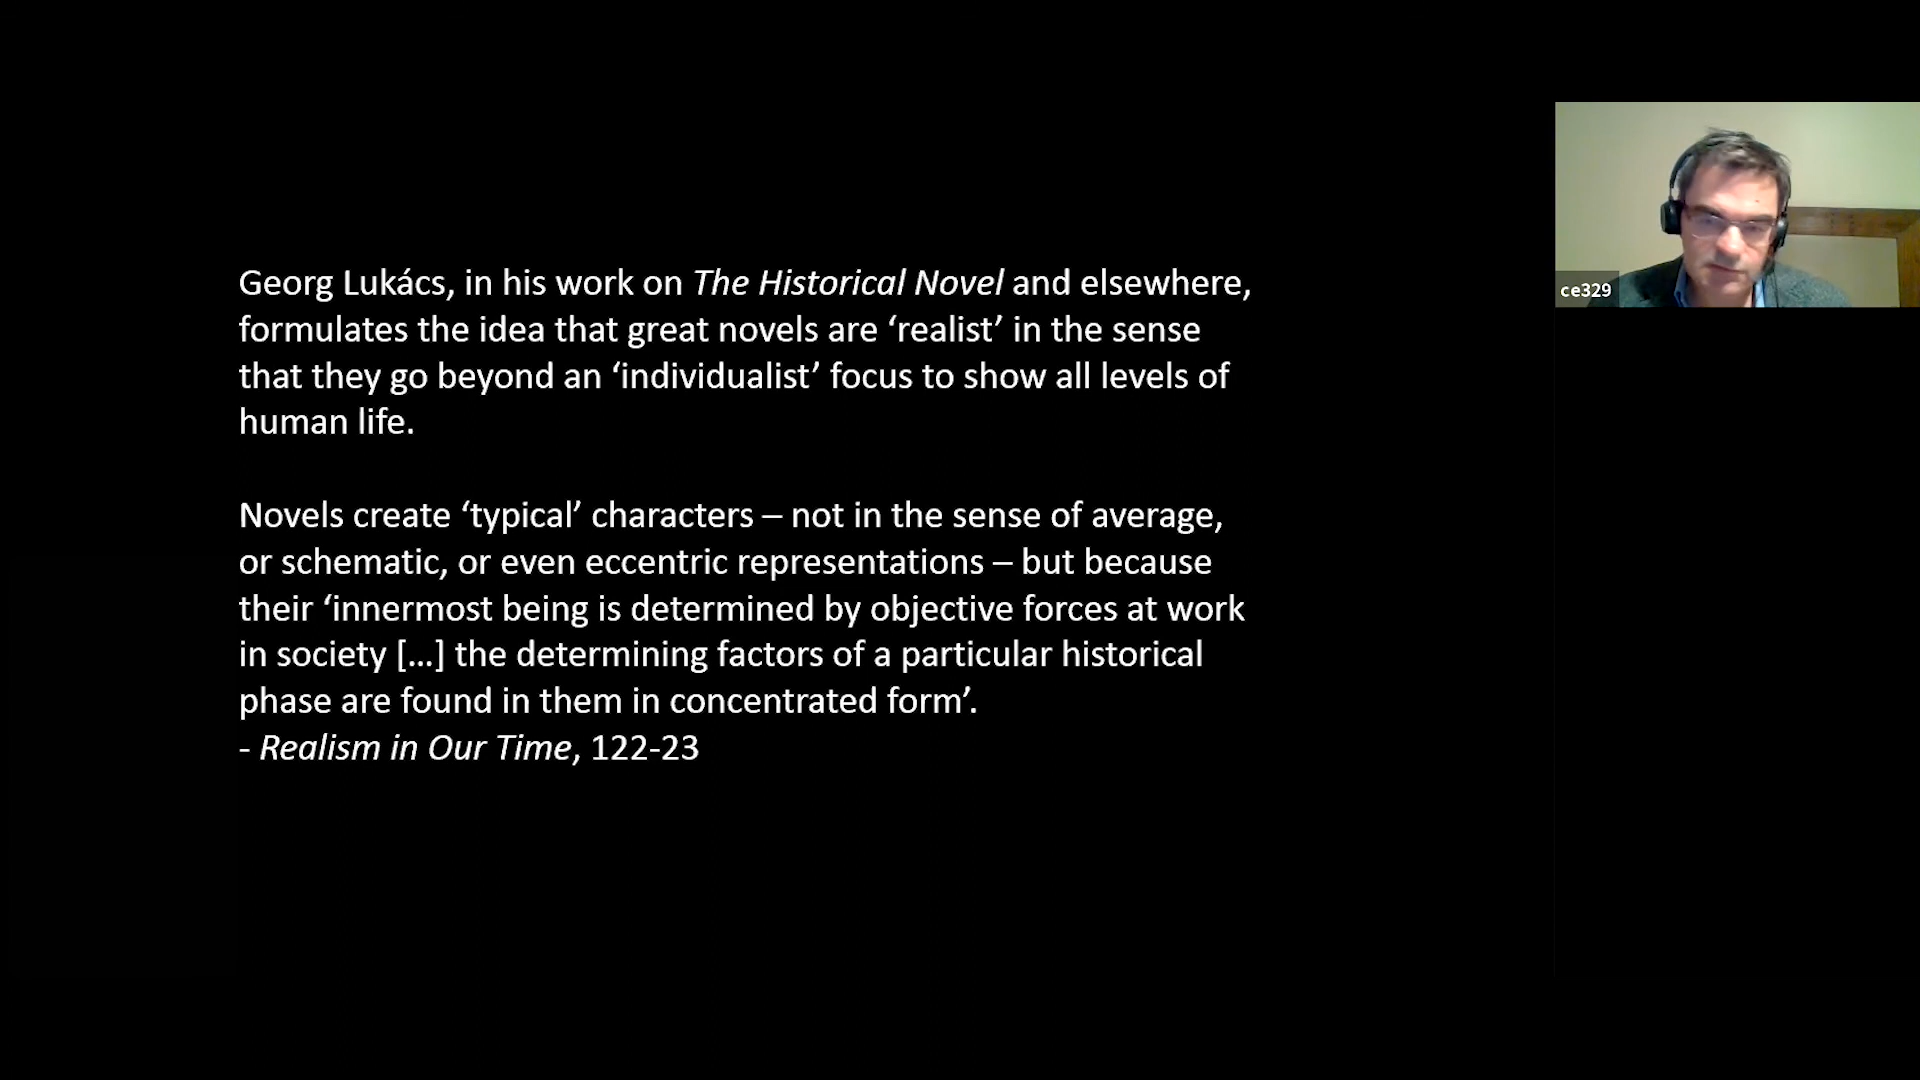 Georg Lukács, in his work on The Historical Novel and elsewhere,
formulates the idea that great novels are ‘realist’ in the sense
that they go beyond an ‘individualist’ focus to show all levels of
human life.
Novels create ‘typical’ characters – not in the sense of average,
or schematic, or even eccentric representations – but because
their ‘innermost being is determined by objective forces at work
in society […] the determining factors of a particular historical
phase are found in them in concentrated form’.
- Realism in Our Time, 122-23
ce329